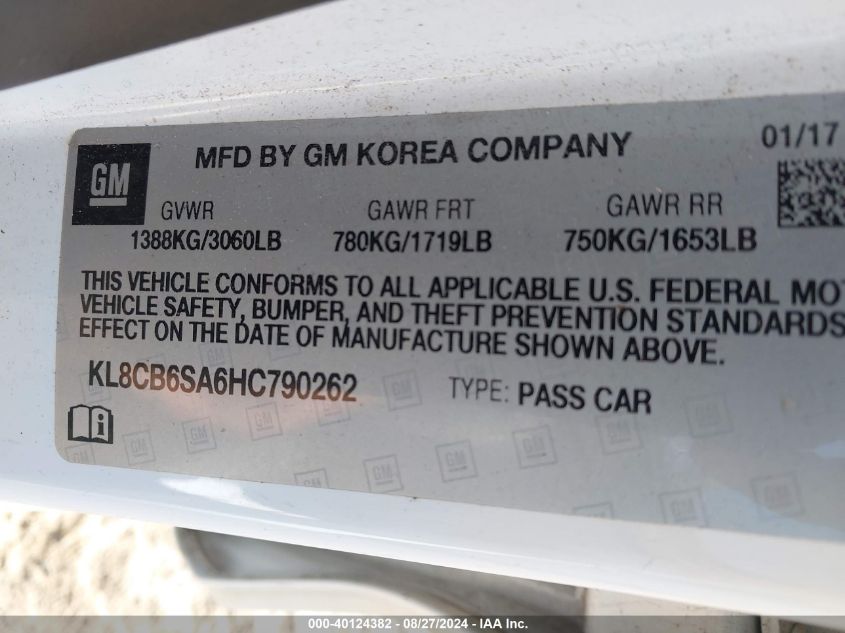 GM
MFD BY GM KOREA COMPANY
01/17
GVWR
GAWR FRT
GAWR RR
1388KG/3060LB
780KG/1719LB
750KG/1653LB
THIS VEHICLE CONFORMS TO ALL APPLICABLE U.S. FEDERAL MO
VEHICLE SAFETY, BUMPER, AND THEFT PREVENTION STANDARDS
EFFECT ON THE DATE OF MANUFACTURE SHOWN ABOVE.
KL8CB6SA6HC790262
TYPE: PASS CAR
000-40124382 - 08/27/2024 - IAA Inc.